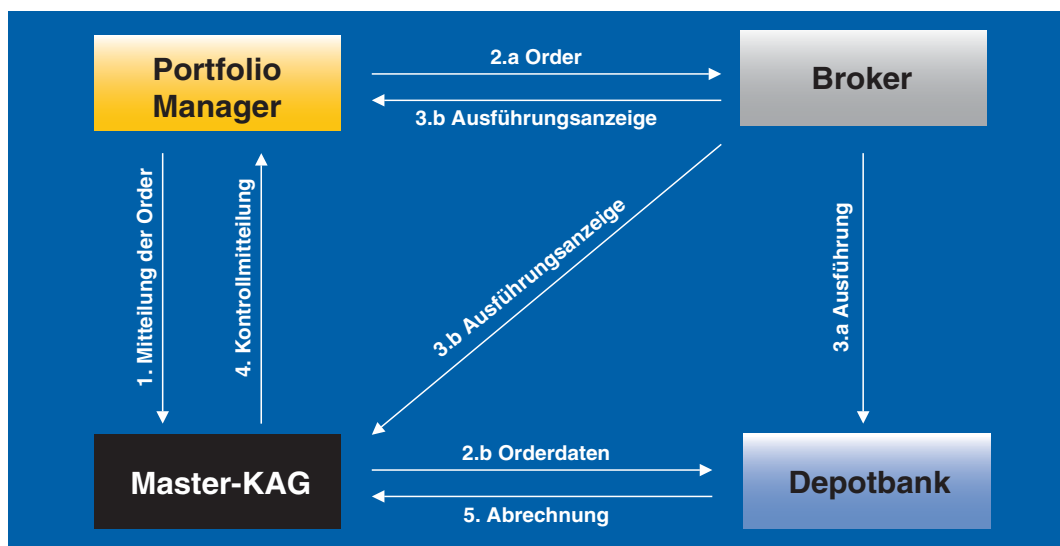 Portfolio
Manager
2.a Order
Broker
3.b Ausführungsanzeige
1. Mitteilung der Order
4. Kontrollmitteilung
3.b Ausführungsanzeige
3.a Ausführung
Master-KAG
2.b Orderdaten
Depotbank
5. Abrechnung